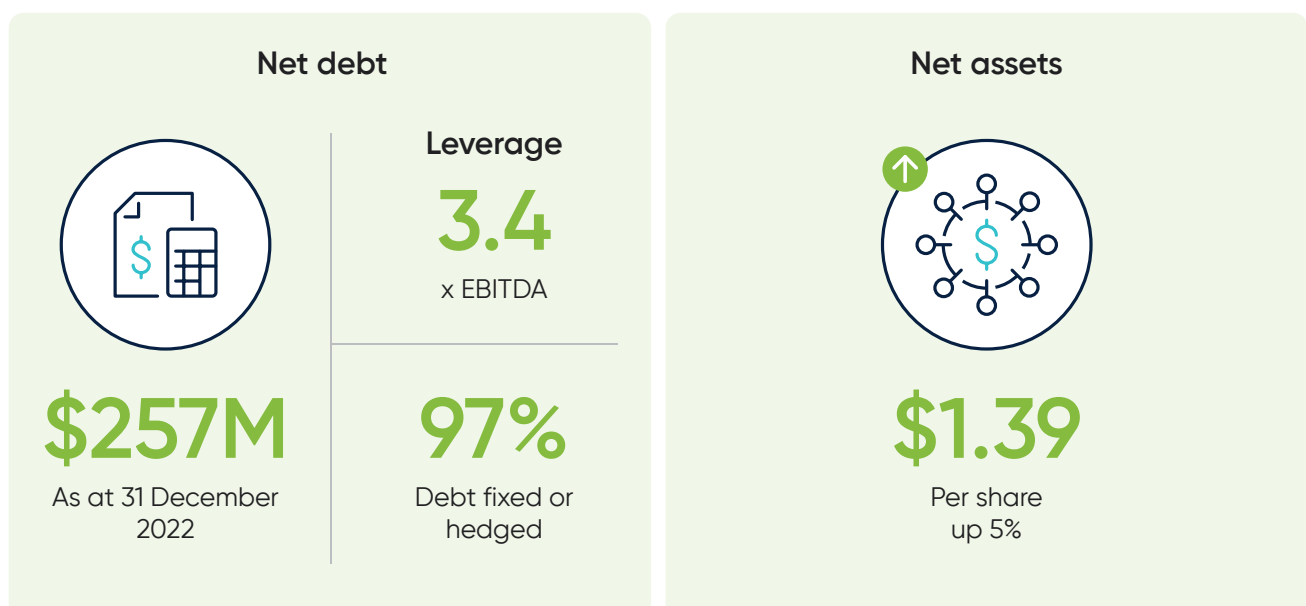 Net debt
Leverage
3.4
x EBITDA
$
$257M
As at 31 December
2022
97%
Debt fixed or
hedged
Net assets
$
$1.39
Per share
up 5%